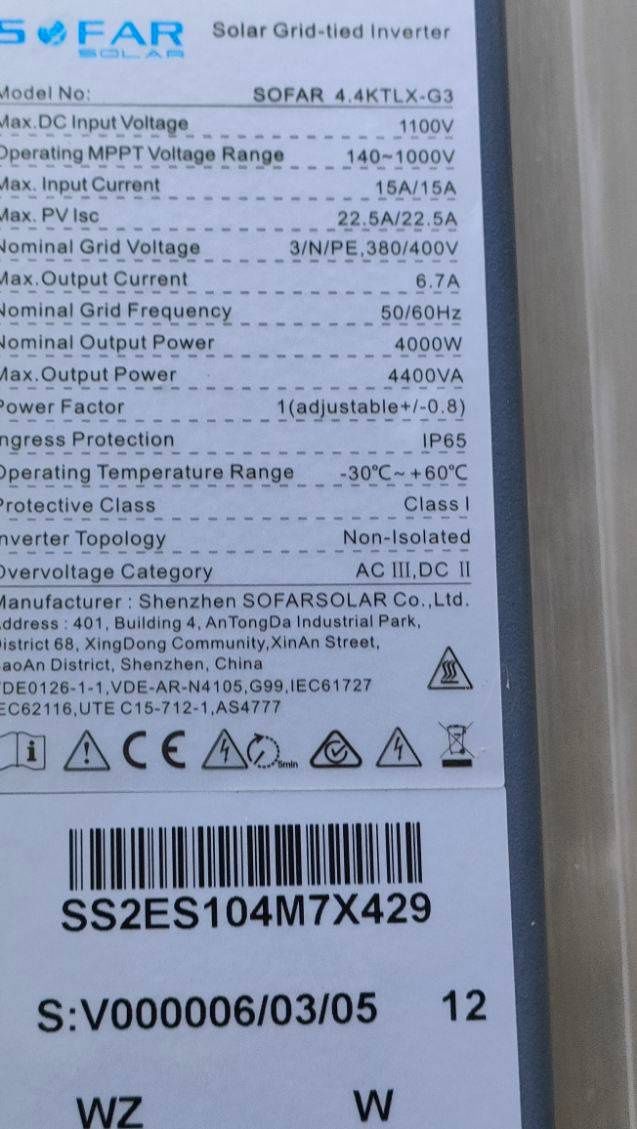 SOFAR
SOLAR
Solar Grid-tied Inverter
Model No: SOFAR 4.4KTLX-G3
Max.DC Input Voltage 1100V
Operating MPPT Voltage Range 140~1000V
Max. Input Current 15A/15A
Max. PV Isc 22.5A/22.5A
Nominal Grid Voltage 3/N/PE,380/400V
Max.Output Current 6.7A
Nominal Grid Frequency 50/60Hz
Nominal Output Power 4000W
Max.Output Power 4400VA
Power Factor 1(adjustable+/-0.8)
Ingress Protection IP65
Operating Temperature Range -30℃~+60℃
Protective Class Class I
Inverter Topology Non-Isolated
Overvoltage Category AC III,DC II
Manufacturer : Shenzhen SOFARSOLAR Co.,Ltd.
Address : 401, Building 4, AnTongDa Industrial Park,
District 68, XingDong Community,XinAn Street,
BaoAn District, Shenzhen, China
VDE0126-1-1,VDE-AR-N4105,G99,IEC61727
IEC62116,UTE C15-712-1,AS4777
i CE 5min
SS2ES104M7X429
S:V000006/03/05 12
WZ W